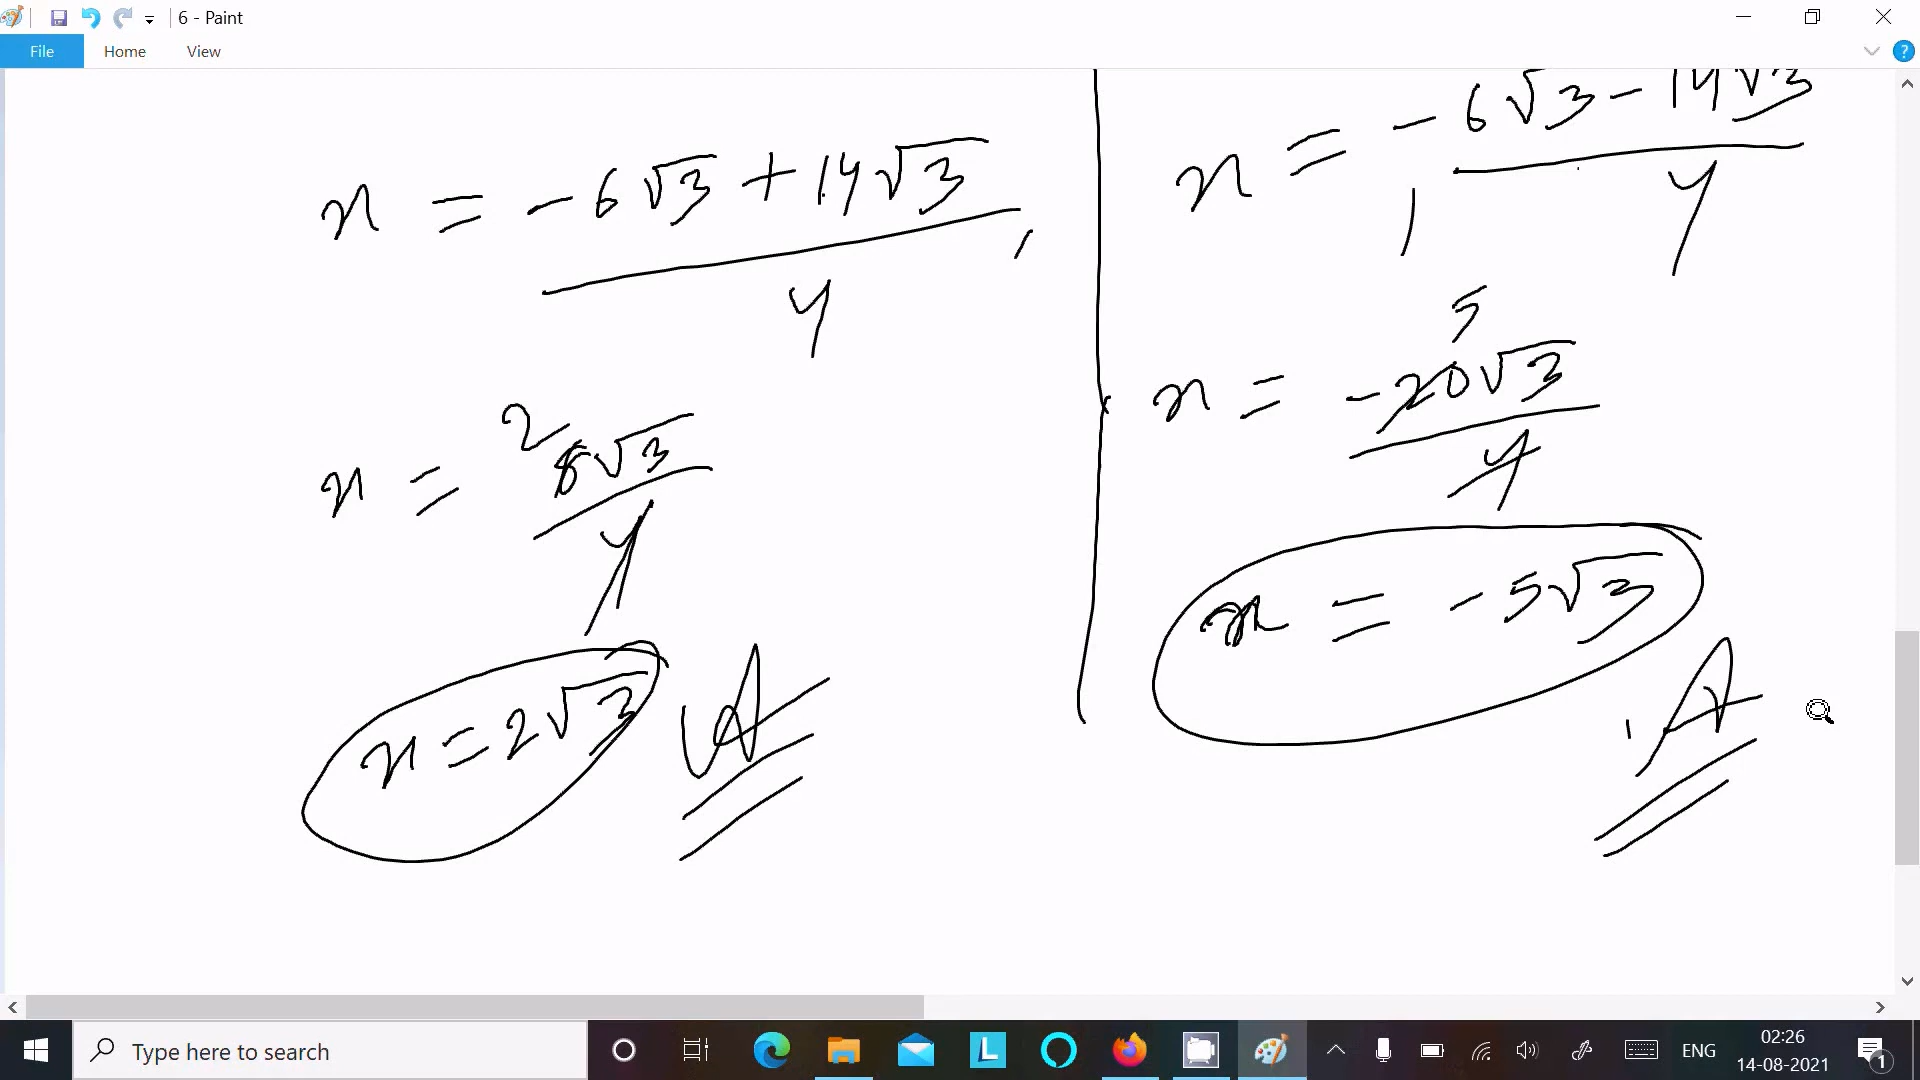 6 - Paint
File Home View
x = -6√3 + 14√3 / 4
x = 8√3 / 4
2
x = 2√3
x = -6√3 - 14√3 / 4
5
x = -20√3 / 4
x = -5√3
Type here to search
ENG
02:26
14-08-2021
1